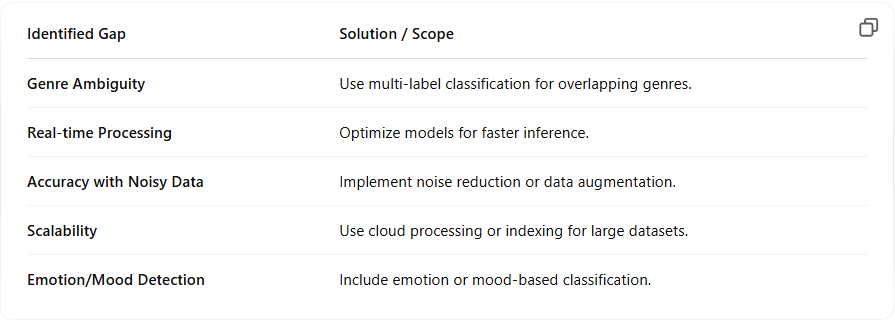 Identified Gap Solution / Scope
Genre Ambiguity Use multi-label classification for overlapping genres.
Real-time Processing Optimize models for faster inference.
Accuracy with Noisy Data Implement noise reduction or data augmentation.
Scalability Use cloud processing or indexing for large datasets.
Emotion/Mood Detection Include emotion or mood-based classification.